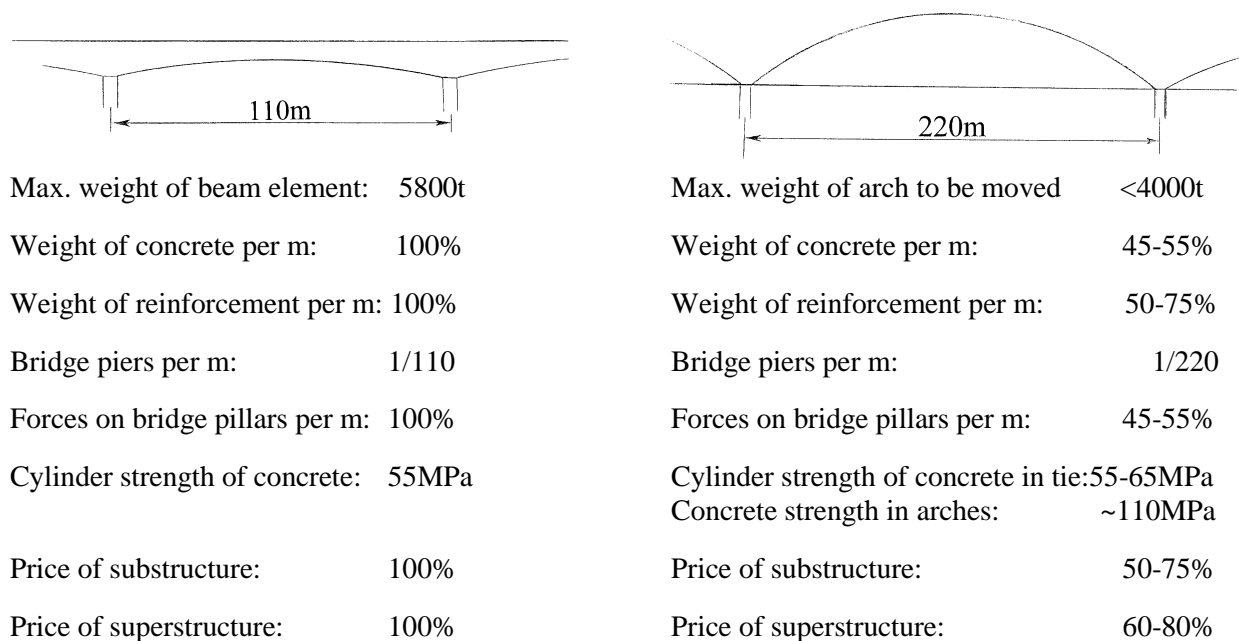 110m
220m
Max. weight of beam element: 5800t
Max. weight of arch to be moved <4000t
Weight of concrete per m: 100%
Weight of concrete per m: 45-55%
Weight of reinforcement per m: 100%
Weight of reinforcement per m: 50-75%
Bridge piers per m: 1/110
Bridge piers per m: 1/220
Forces on bridge pillars per m: 100%
Forces on bridge pillars per m: 45-55%
Cylinder strength of concrete: 55MPa
Cylinder strength of concrete in tie:55-65MPa
Concrete strength in arches: ~110MPa
Price of substructure: 100%
Price of substructure: 50-75%
Price of superstructure: 100%
Price of superstructure: 60-80%